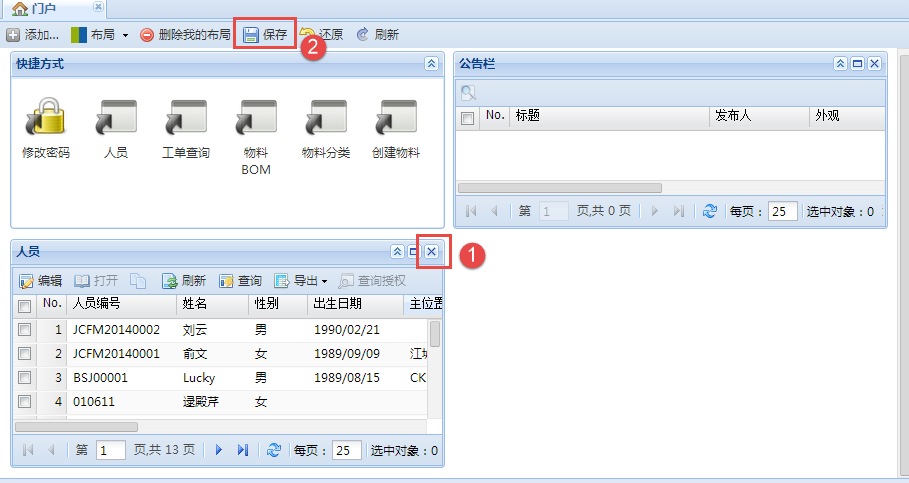 门户
添加... 布局 删除我的布局 保存 还原 刷新
2
快捷方式
修改密码 人员 工单查询 物料BOM 物料分类 创建物料
公告栏
No. 标题 发布人 外观
第 1 页,共 0 页 每页： 25 选中对象：0
人员
1
编辑 打开 刷新 查询 导出 查询授权
No. 人员编号 姓名 性别 出生日期 主位置
1 JCFM20140002 刘云 男 1990/02/21
2 JCFM20140001 俞文 女 1989/09/09 江城
3 BSJ00001 Lucky 男 1989/08/15 CK
4 010611 逯殿芹 女
第 1 页,共 13 页 每页： 25 选中对象：0